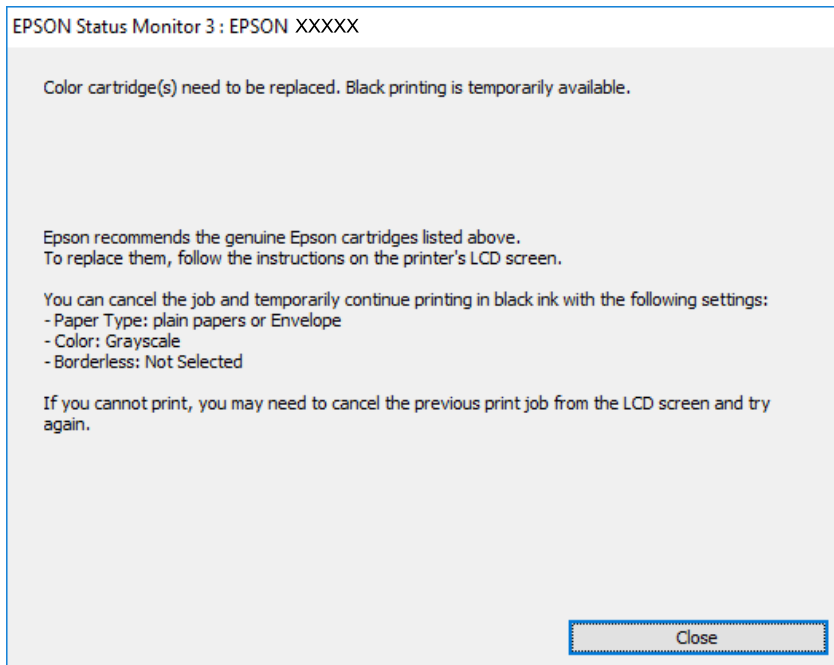 EPSON Status Monitor 3 : EPSON XXXXX
Color cartridge(s) need to be replaced. Black printing is temporarily available.
Epson recommends the genuine Epson cartridges listed above.
To replace them, follow the instructions on the printer's LCD screen.
You can cancel the job and temporarily continue printing in black ink with the following settings:
- Paper Type: plain papers or Envelope
- Color: Grayscale
- Borderless: Not Selected
If you cannot print, you may need to cancel the previous print job from the LCD screen and try
again.
Close